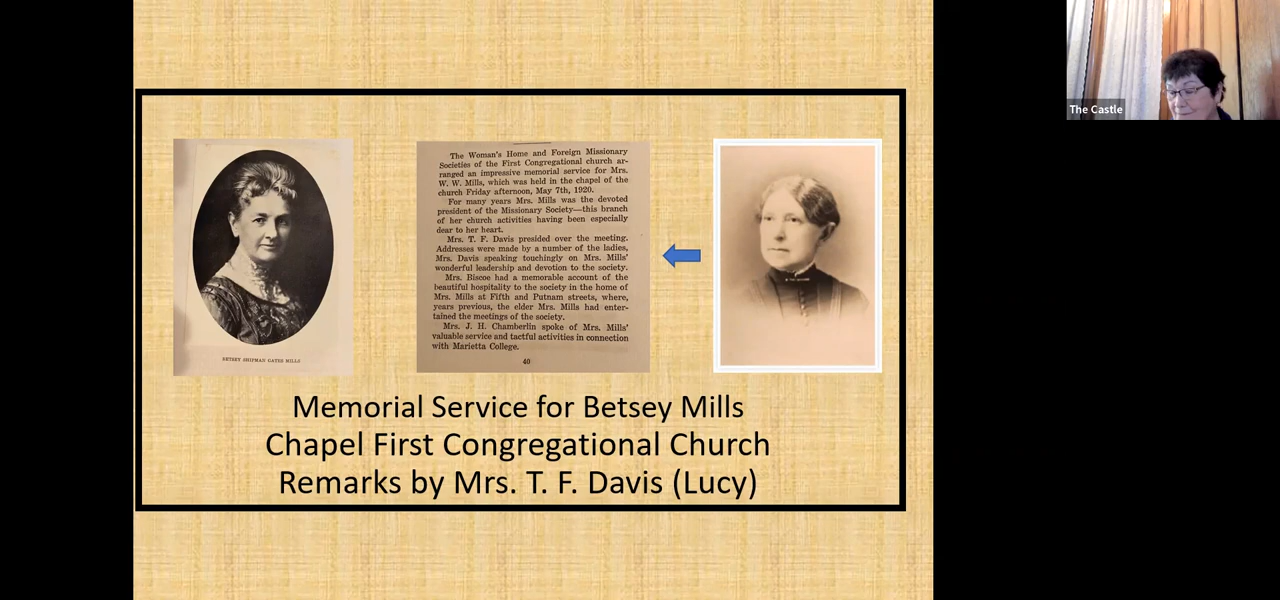 The Castle
The Woman's Home and Foreign Missionary
Societies of the First Congregational church ar-
ranged an impressive memorial service for Mrs.
W. W. Mills, which was held in the chapel of the
church Friday afternoon, May 7th, 1920.
For many years Mrs. Mills was the devoted
president of the Missionary Society—this branch
of her church activities having been especially
dear to her heart.
Mrs. T. F. Davis presided over the meeting.
Addresses were made by a number of the ladies,
Mrs. Davis speaking touchingly on Mrs. Mills'
wonderful leadership and devotion to the society.
Mrs. Biscoe had a memorable account of the
beautiful hospitality to the society in the home of
Mrs. Mills at Fifth and Putnam streets, where,
years previous, the elder Mrs. Mills had enter-
tained the meetings of the society.
Mrs. J. H. Chamberlin spoke of Mrs. Mills'
valuable service and tactful activities in connection
with Marietta College.
40
BETSEY SHIPMAN GATES MILLS
Memorial Service for Betsey Mills
Chapel First Congregational Church
Remarks by Mrs. T. F. Davis (Lucy)